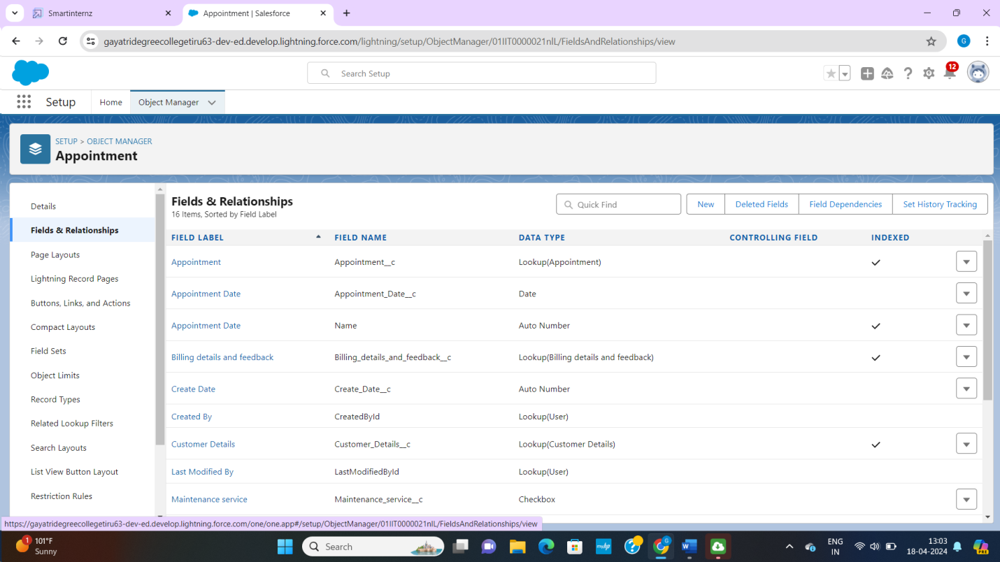 Smartinternz
Appointment | Salesforce
gayatridegreecollegetiru63-dev-ed.develop.lightning.force.com/lightning/setup/ObjectManager/01IIT0000021nIL/FieldsAndRelationships/view
G
Search Setup
12
Setup
Home
Object Manager
SETUP > OBJECT MANAGER
Appointment
Details
Fields & Relationships
Page Layouts
Lightning Record Pages
Buttons, Links, and Actions
Compact Layouts
Field Sets
Object Limits
Record Types
Related Lookup Filters
Search Layouts
List View Button Layout
Restriction Rules
Fields & Relationships
16 Items, Sorted by Field Label
Quick Find
New
Deleted Fields
Field Dependencies
Set History Tracking
FIELD LABEL FIELD NAME DATA TYPE CONTROLLING FIELD INDEXED
Appointment Appointment__c Lookup(Appointment)
Appointment Date Appointment_Date__c Date
Appointment Date Name Auto Number
Billing details and feedback Billing_details_and_feedback__c Lookup(Billing details and feedback)
Create Date Create_Date__c Auto Number
Created By CreatedById Lookup(User)
Customer Details Customer_Details__c Lookup(Customer Details)
Last Modified By LastModifiedById Lookup(User)
Maintenance service Maintenance_service__c Checkbox
https://gayatridegreecollegetiru63-dev-ed.develop.lightning.force.com/one/one.app#/setup/ObjectManager/01IIT0000021nIL/FieldsAndRelationships/view
1
101°F
Sunny
Search
myhp
G
W
ENG
IN
13:03
18-04-2024
PRE